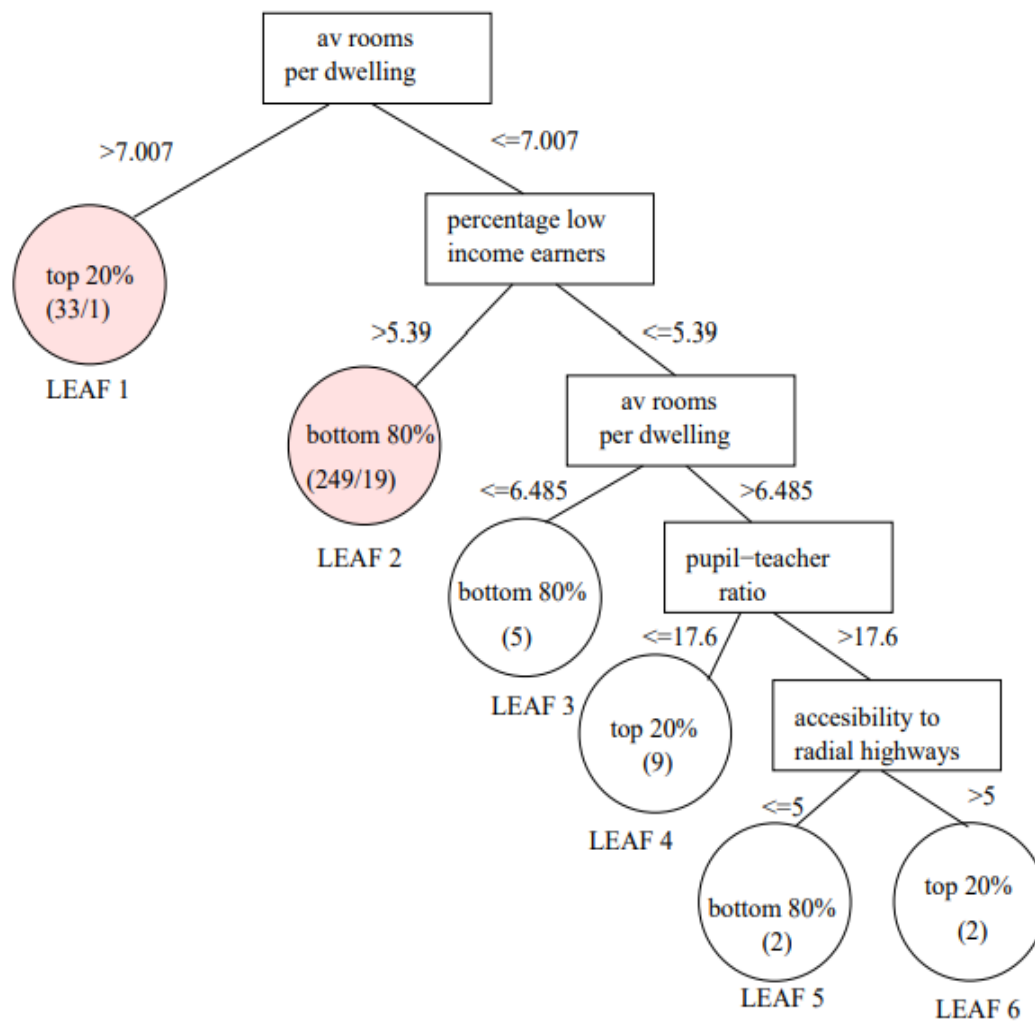 av rooms
per dwelling
>7.007
<=7.007
percentage low
income earners
top 20%
(33/1)
LEAF 1
>5.39
<=5.39
av rooms
per dwelling
bottom 80%
(249/19)
LEAF 2
<=6.485
>6.485
pupil−teacher
ratio
bottom 80%
(5)
LEAF 3
<=17.6
>17.6
top 20%
(9)
LEAF 4
accesibility to
radial highways
<=5
>5
bottom 80%
(2)
LEAF 5
top 20%
(2)
LEAF 6